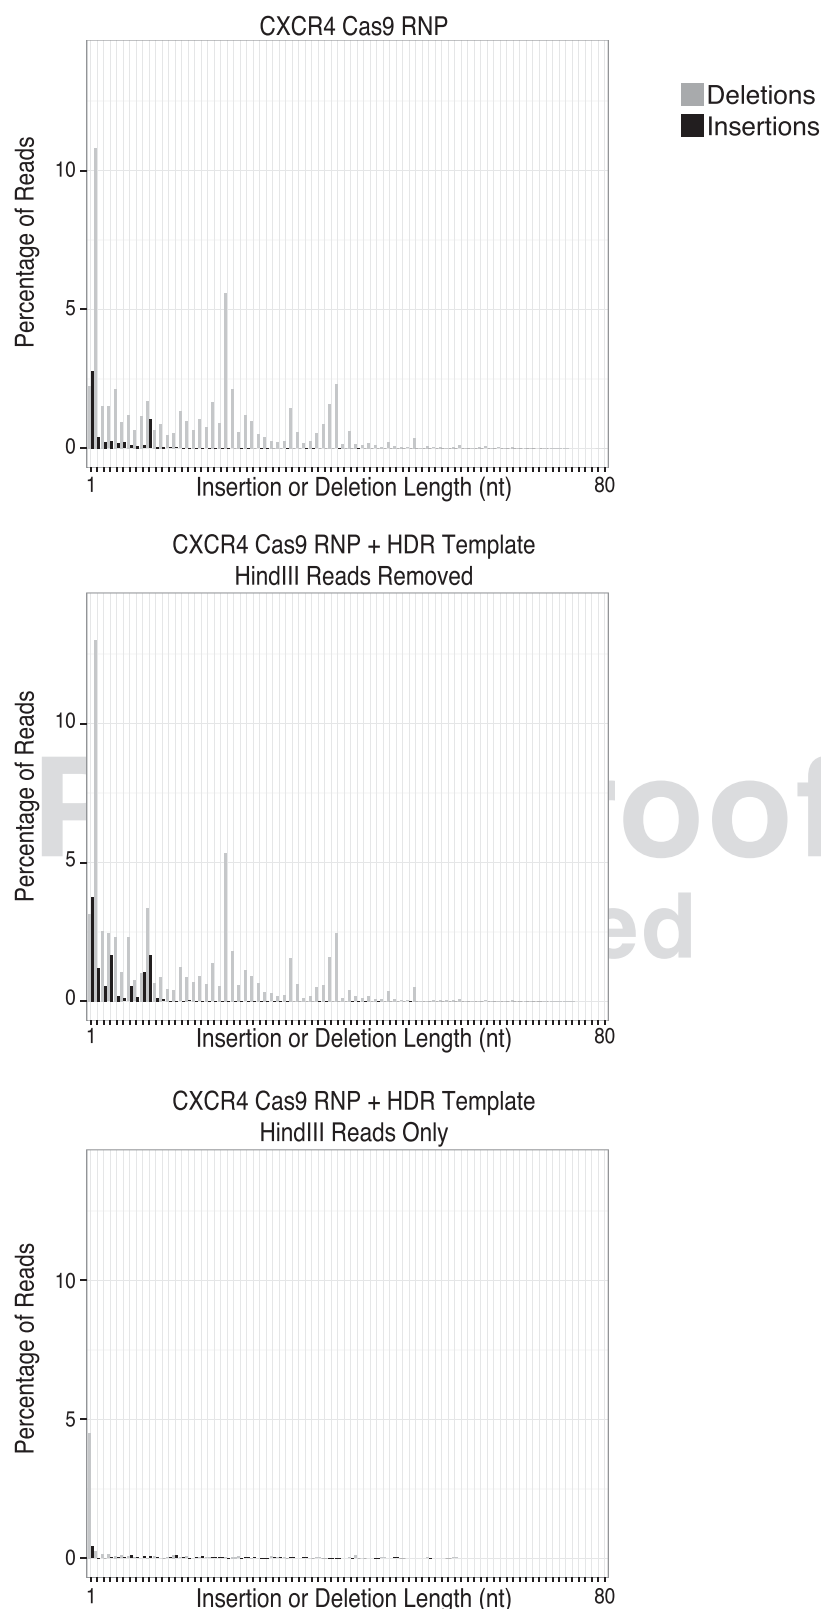 CXCR4 Cas9 RNP
Deletions
Insertions
Percentage of Reads
10
5
0
1
80
Insertion or Deletion Length (nt)
CXCR4 Cas9 RNP + HDR Template
HindIII Reads Removed
Percentage of Reads
10
5
0
1
80
Insertion or Deletion Length (nt)
CXCR4 Cas9 RNP + HDR Template
HindIII Reads Only
Percentage of Reads
10
5
0
1
80
Insertion or Deletion Length (nt)